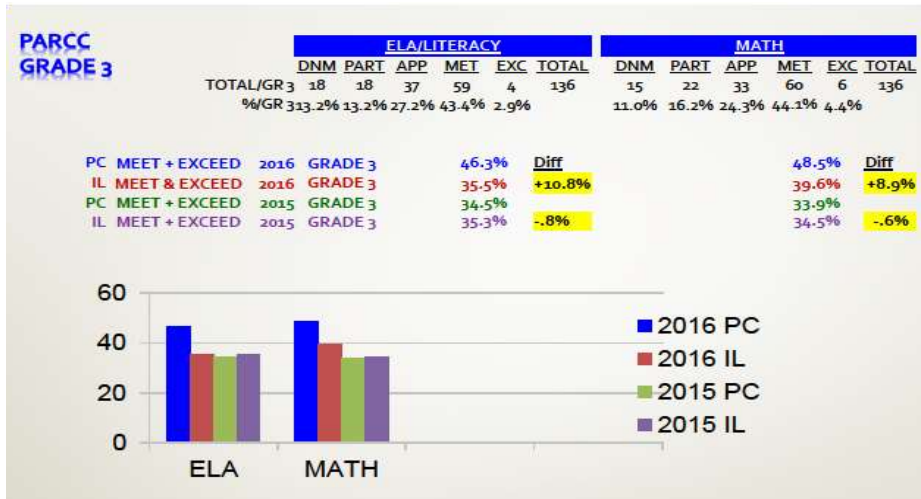 PARCC
GRADE 3
ELA/LITERACY MATH
DNM PART APP MET EXC TOTAL DNM PART APP MET EXC TOTAL
TOTAL/GR 3 18 18 37 59 4 136 15 22 33 60 6 136
%/GR 313.2% 13.2% 27.2% 43.4% 2.9% 11.0% 16.2% 24.3% 44.1% 4.4%
PC MEET + EXCEED 2016 GRADE 3 46.3% Diff 48.5% Diff
IL MEET & EXCEED 2016 GRADE 3 35.5% +10.8% 39.6% +8.9%
PC MEET + EXCEED 2015 GRADE 3 34.5% 33.9%
IL MEET + EXCEED 2015 GRADE 3 35.3% -.8% 34.5% -.6%
60
40
20
0
ELA MATH
2016 PC
2016 IL
2015 PC
2015 IL